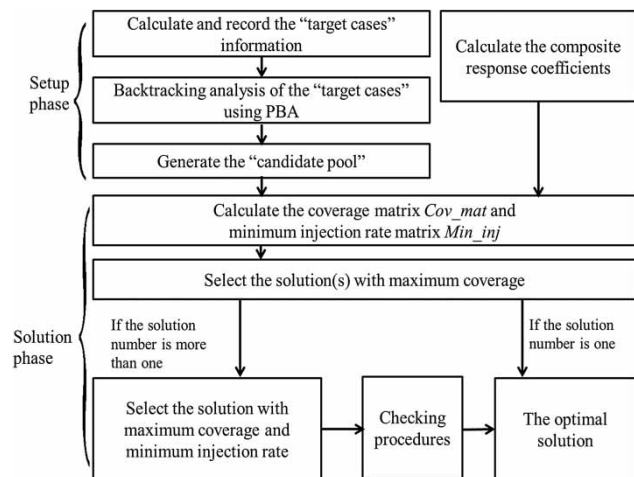 Calculate and record the “target cases”
information
Calculate the composite
response coefficients
Setup
phase
Backtracking analysis of the “target cases”
using PBA
Generate the “candidate pool”
Calculate the coverage matrix Cov_mat and
minimum injection rate matrix Min_inj
Select the solution(s) with maximum coverage
Solution
phase
If the solution
number is more
than one
If the solution
number is one
Select the solution with
maximum coverage and
minimum injection rate
Checking
procedures
The optimal
solution